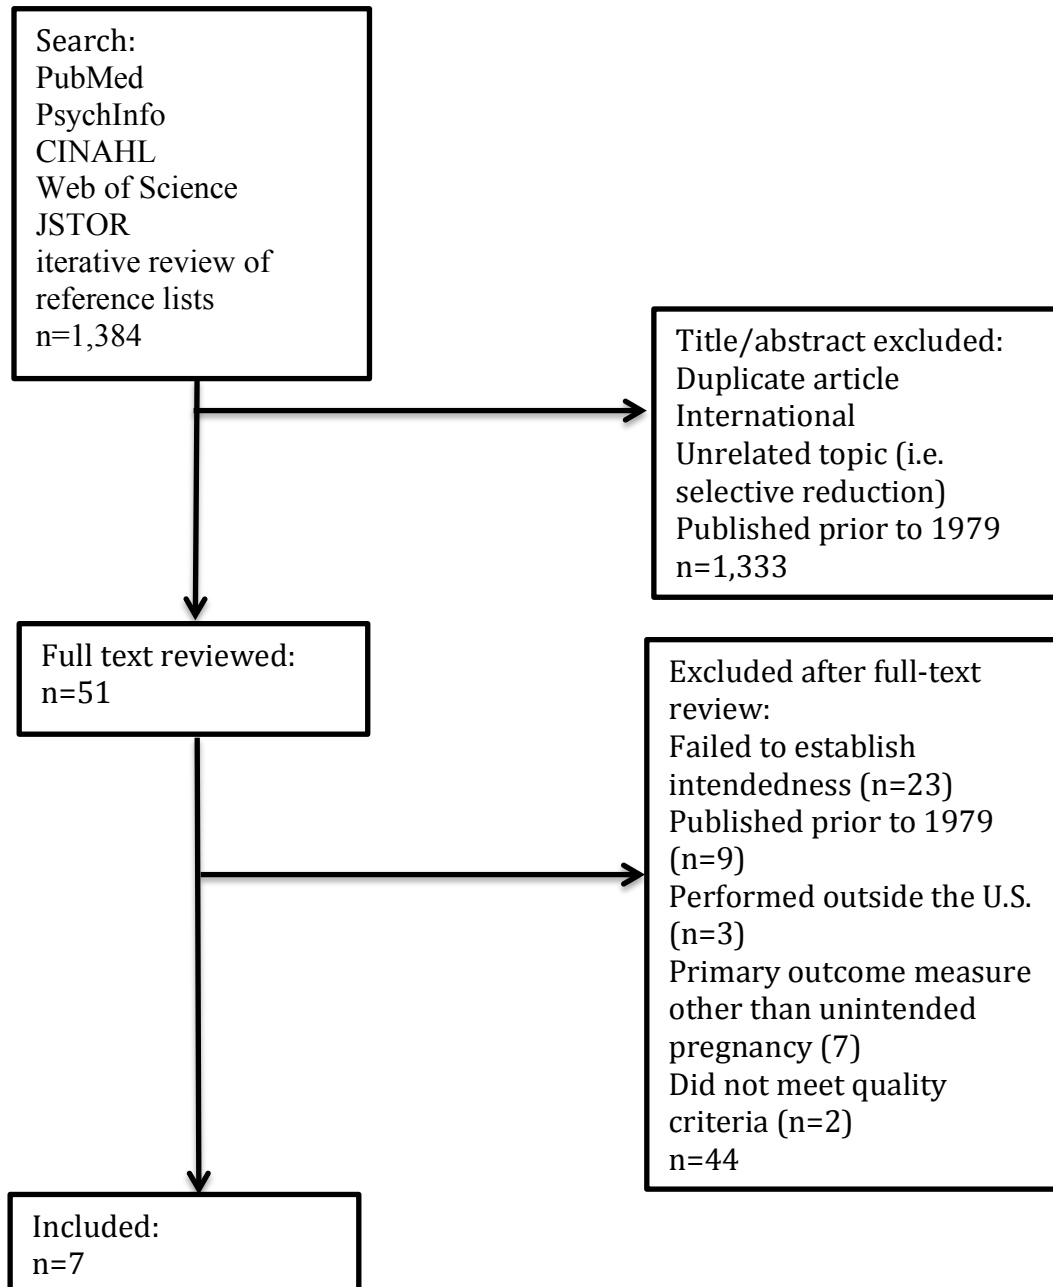 Search:
PubMed
PsychInfo
CINAHL
Web of Science
JSTOR
iterative review of
reference lists
n=1,384
Title/abstract excluded:
Duplicate article
International
Unrelated topic (i.e.
selective reduction)
Published prior to 1979
n=1,333
Full text reviewed:
n=51
Excluded after full-text
review:
Failed to establish
intendedness (n=23)
Published prior to 1979
(n=9)
Performed outside the U.S.
(n=3)
Primary outcome measure
other than unintended
pregnancy (7)
Did not meet quality
criteria (n=2)
n=44
Included:
n=7